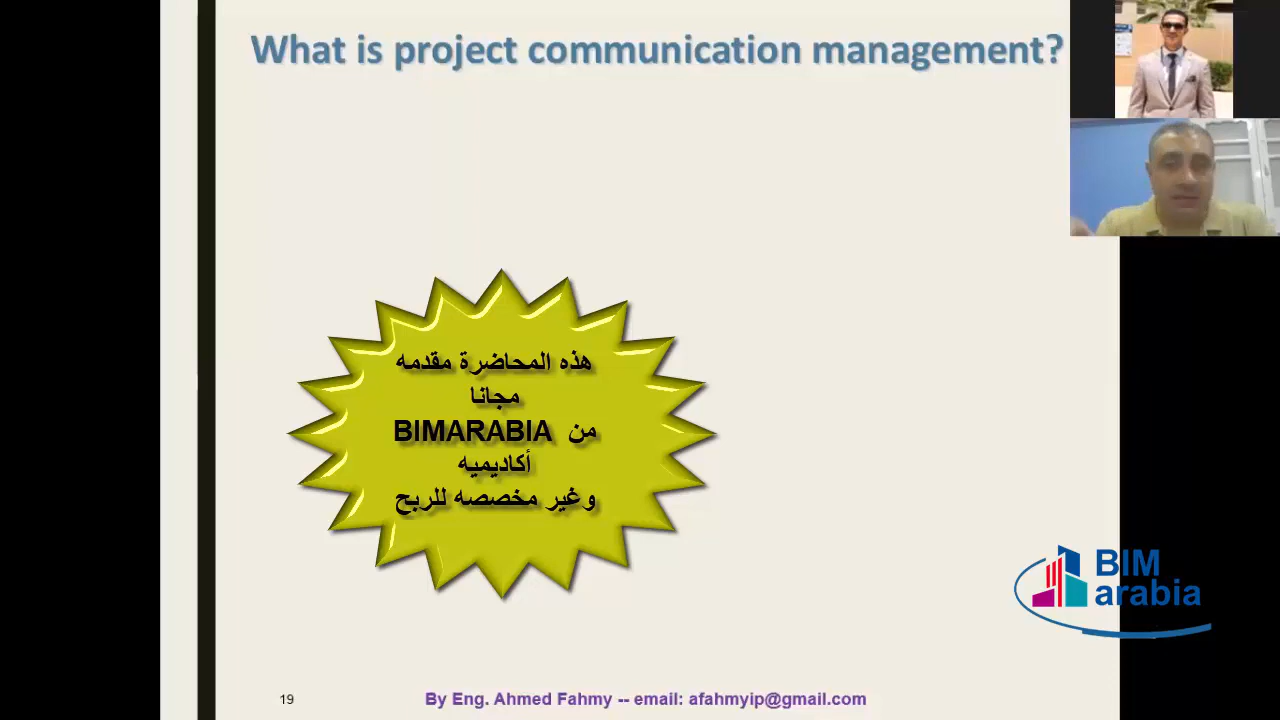 What is project communication management?
هذه المحاضرة مقدمه
مجانا
من BIMARABIA
أكاديميه
وغير مخصصه للربح
BIM
arabia
19
By Eng. Ahmed Fahmy -- email: afahmyip@gmail.com